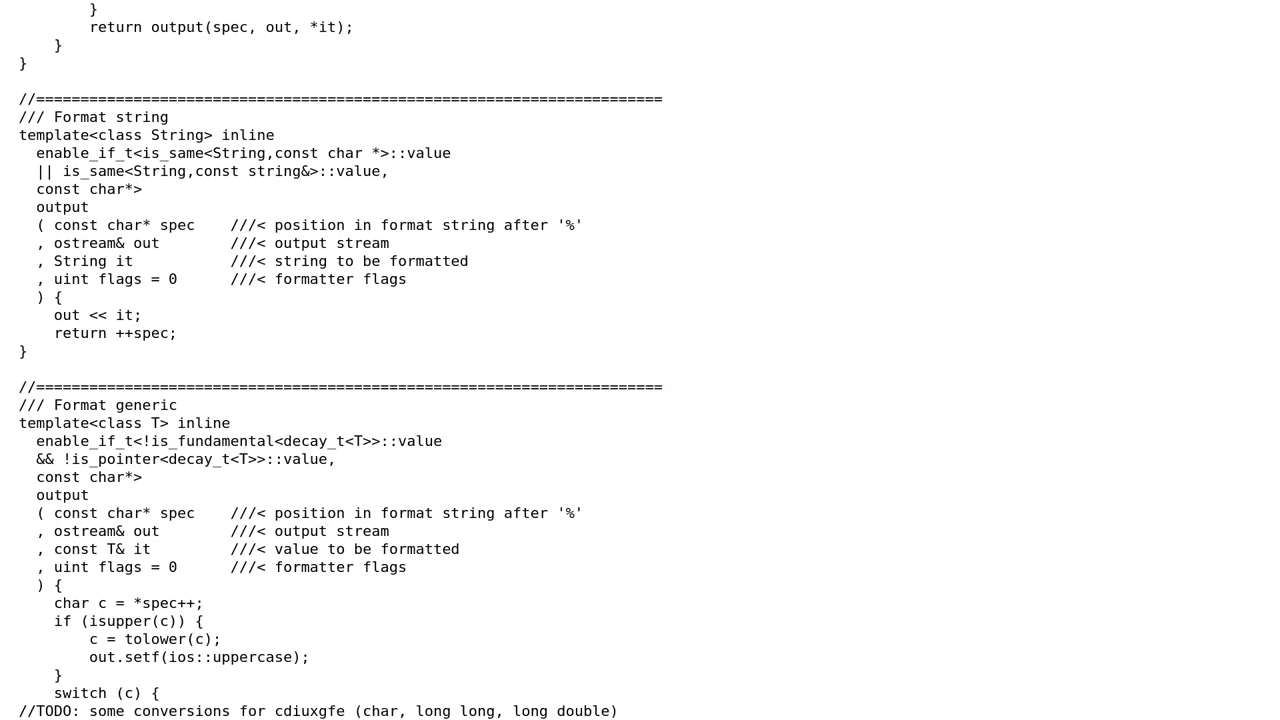 }
        return output(spec, out, *it);
    }
}

//=======================================================================
/// Format string
template<class String> inline
  enable_if_t<is_same<String,const char *>::value
  || is_same<String,const string&>::value,
  const char*>
  output
  ( const char* spec    ///< position in format string after '%'
  , ostream& out        ///< output stream
  , String it           ///< string to be formatted
  , uint flags = 0      ///< formatter flags
  ) {
    out << it;
    return ++spec;
}

//=======================================================================
/// Format generic
template<class T> inline
  enable_if_t<!is_fundamental<decay_t<T>>::value
  && !is_pointer<decay_t<T>>::value,
  const char*>
  output
  ( const char* spec    ///< position in format string after '%'
  , ostream& out        ///< output stream
  , const T& it         ///< value to be formatted
  , uint flags = 0      ///< formatter flags
  ) {
    char c = *spec++;
    if (isupper(c)) {
        c = tolower(c);
        out.setf(ios::uppercase);
    }
    switch (c) {
//TODO: some conversions for cdiuxgfe (char, long long, long double)